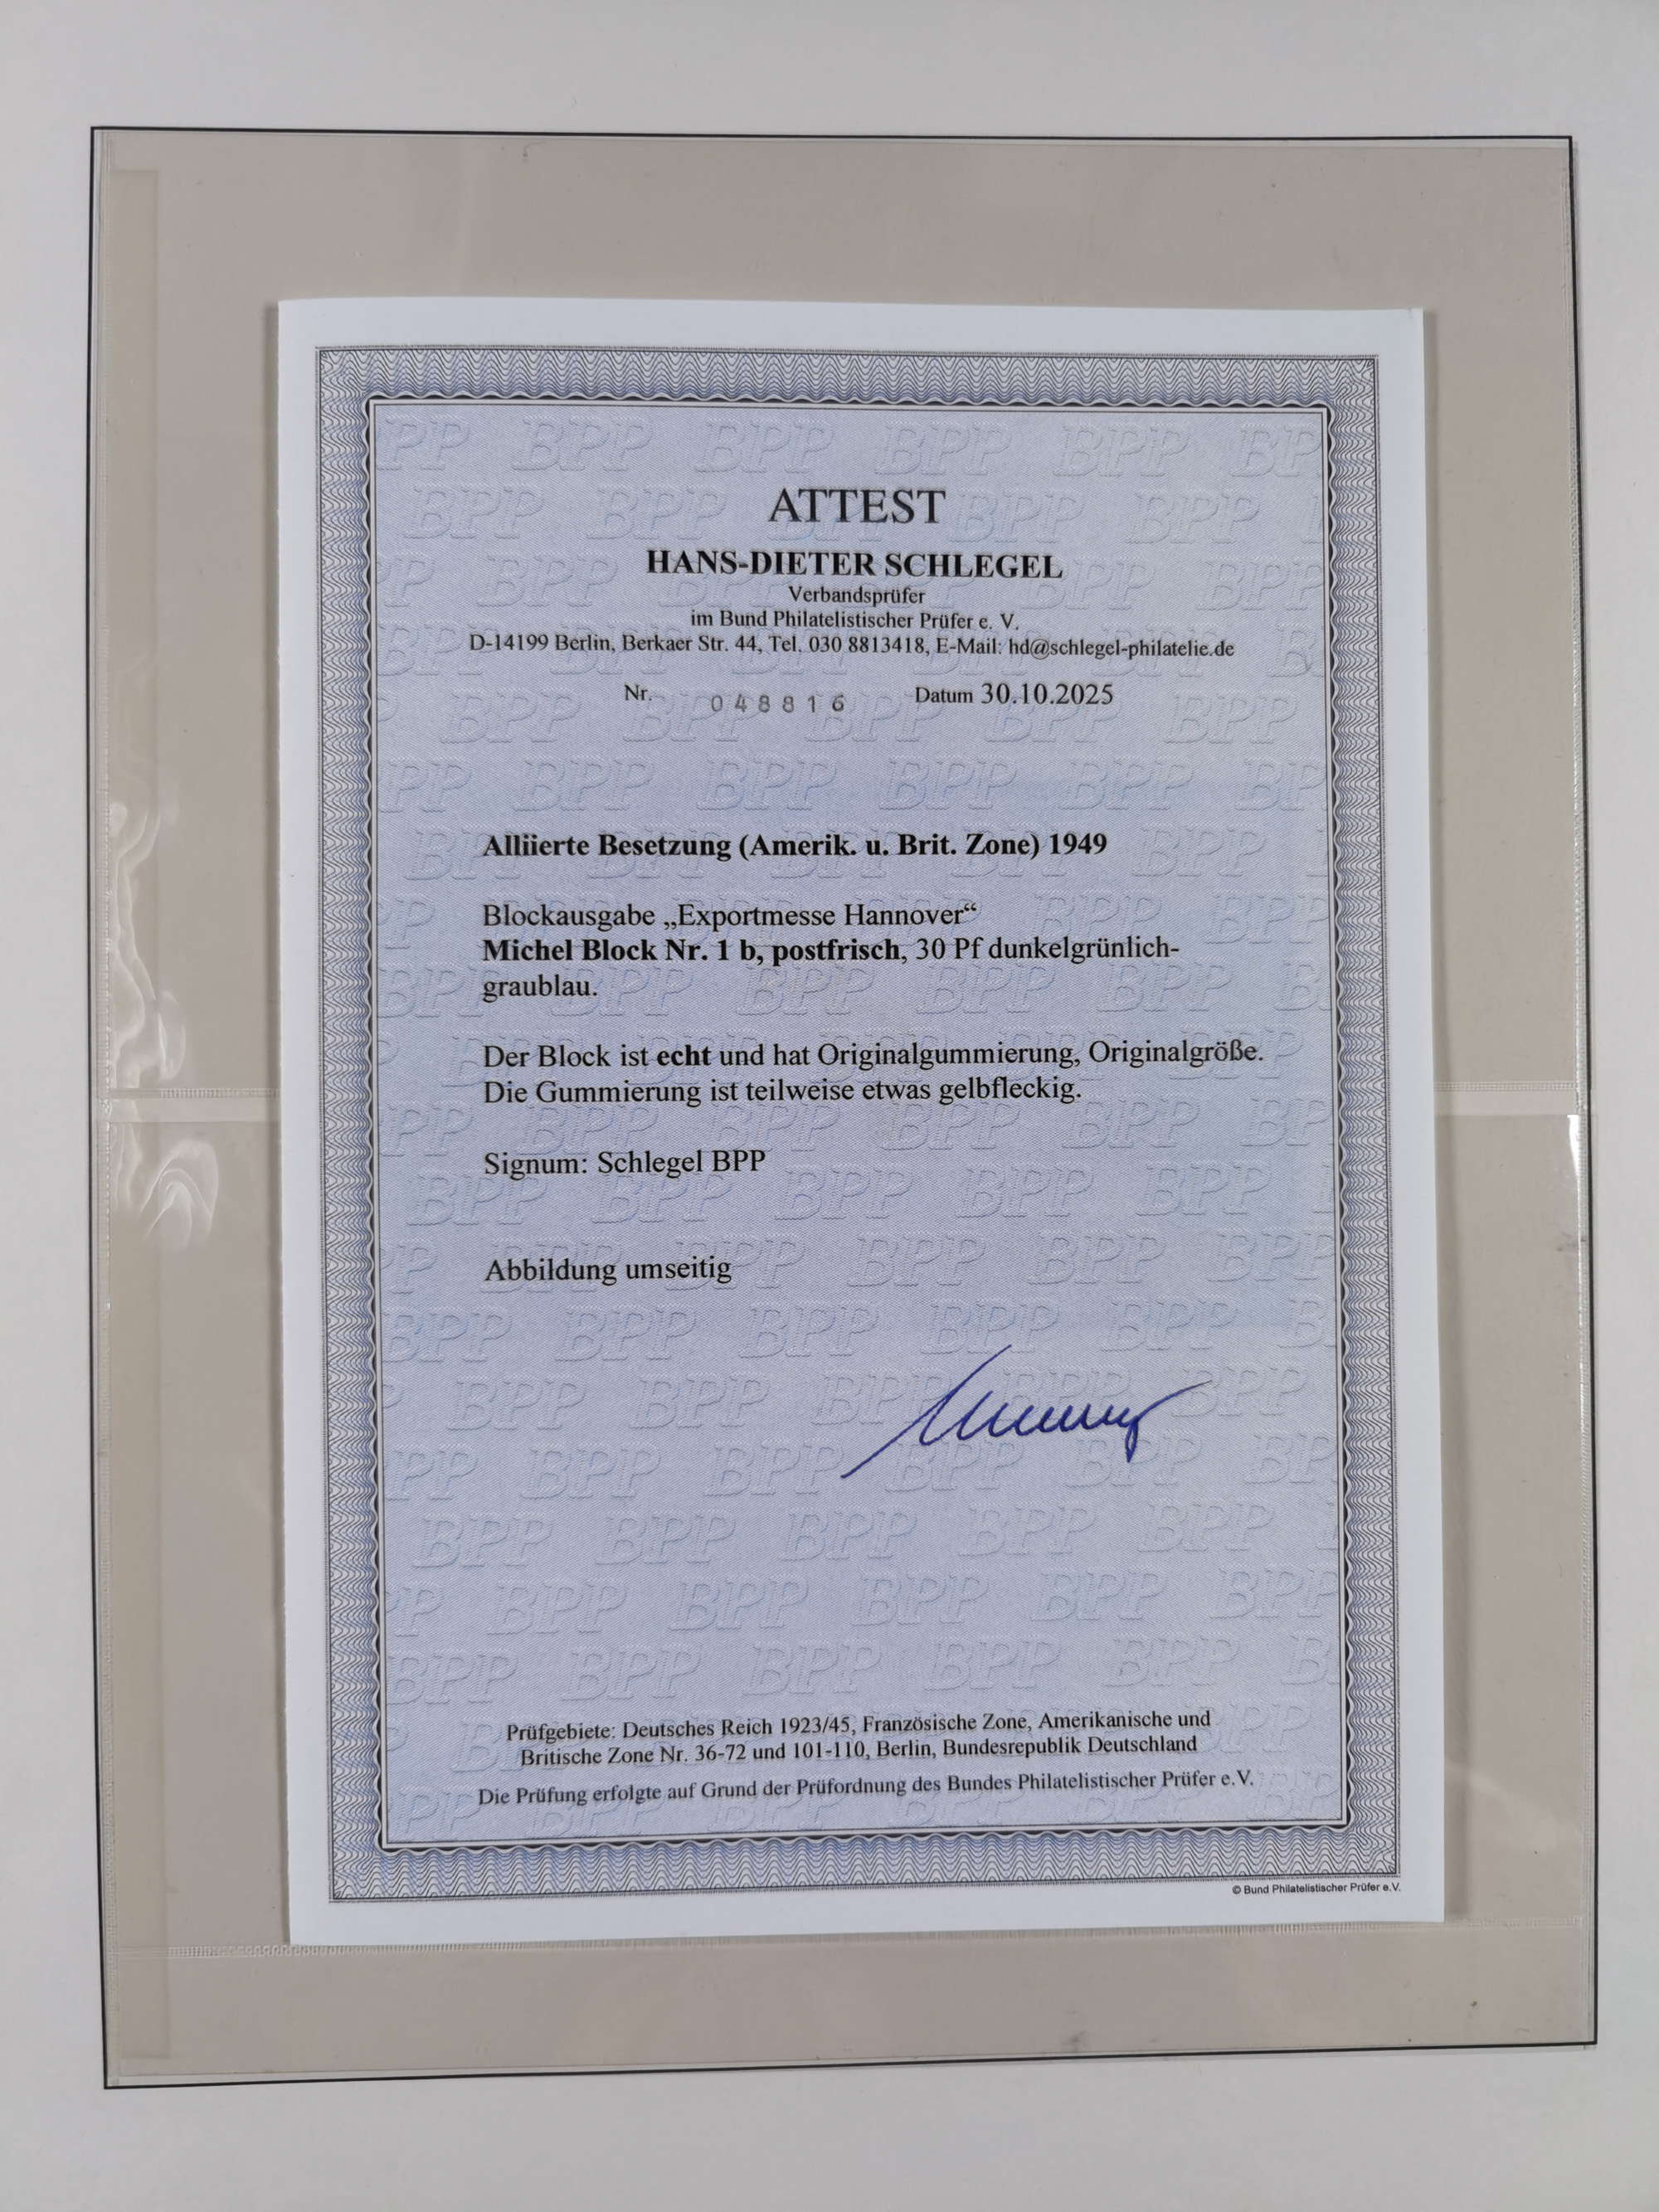 ATTEST
HANS-DIETER SCHLEGEL
Verbandsprüfer
im Bund Philatelistischer Prüfer e. V.
D-14199 Berlin, Berkaer Str. 44, Tel. 030 8813418, E-Mail: hd@schlegel-philatelie.de
Nr. 048816 Datum 30.10.2025
Alliierte Besetzung (Amerik. u. Brit. Zone) 1949
Blockausgabe „Exportmesse Hannover“
Michel Block Nr. 1 b, postfrisch, 30 Pf dunkelgrünlich-
graublau.
Der Block ist echt und hat Originalgummierung, Originalgröße.
Die Gummierung ist teilweise etwas gelbfleckig.
Signum: Schlegel BPP
Abbildung umseitig
Prüfgebiete: Deutsches Reich 1923/45, Französische Zone, Amerikanische und
Britische Zone Nr. 36-72 und 101-110, Berlin, Bundesrepublik Deutschland
Die Prüfung erfolgte auf Grund der Prüfordnung des Bundes Philatelistischer Prüfer e.V.
© Bund Philatelistischer Prüfer e.V.